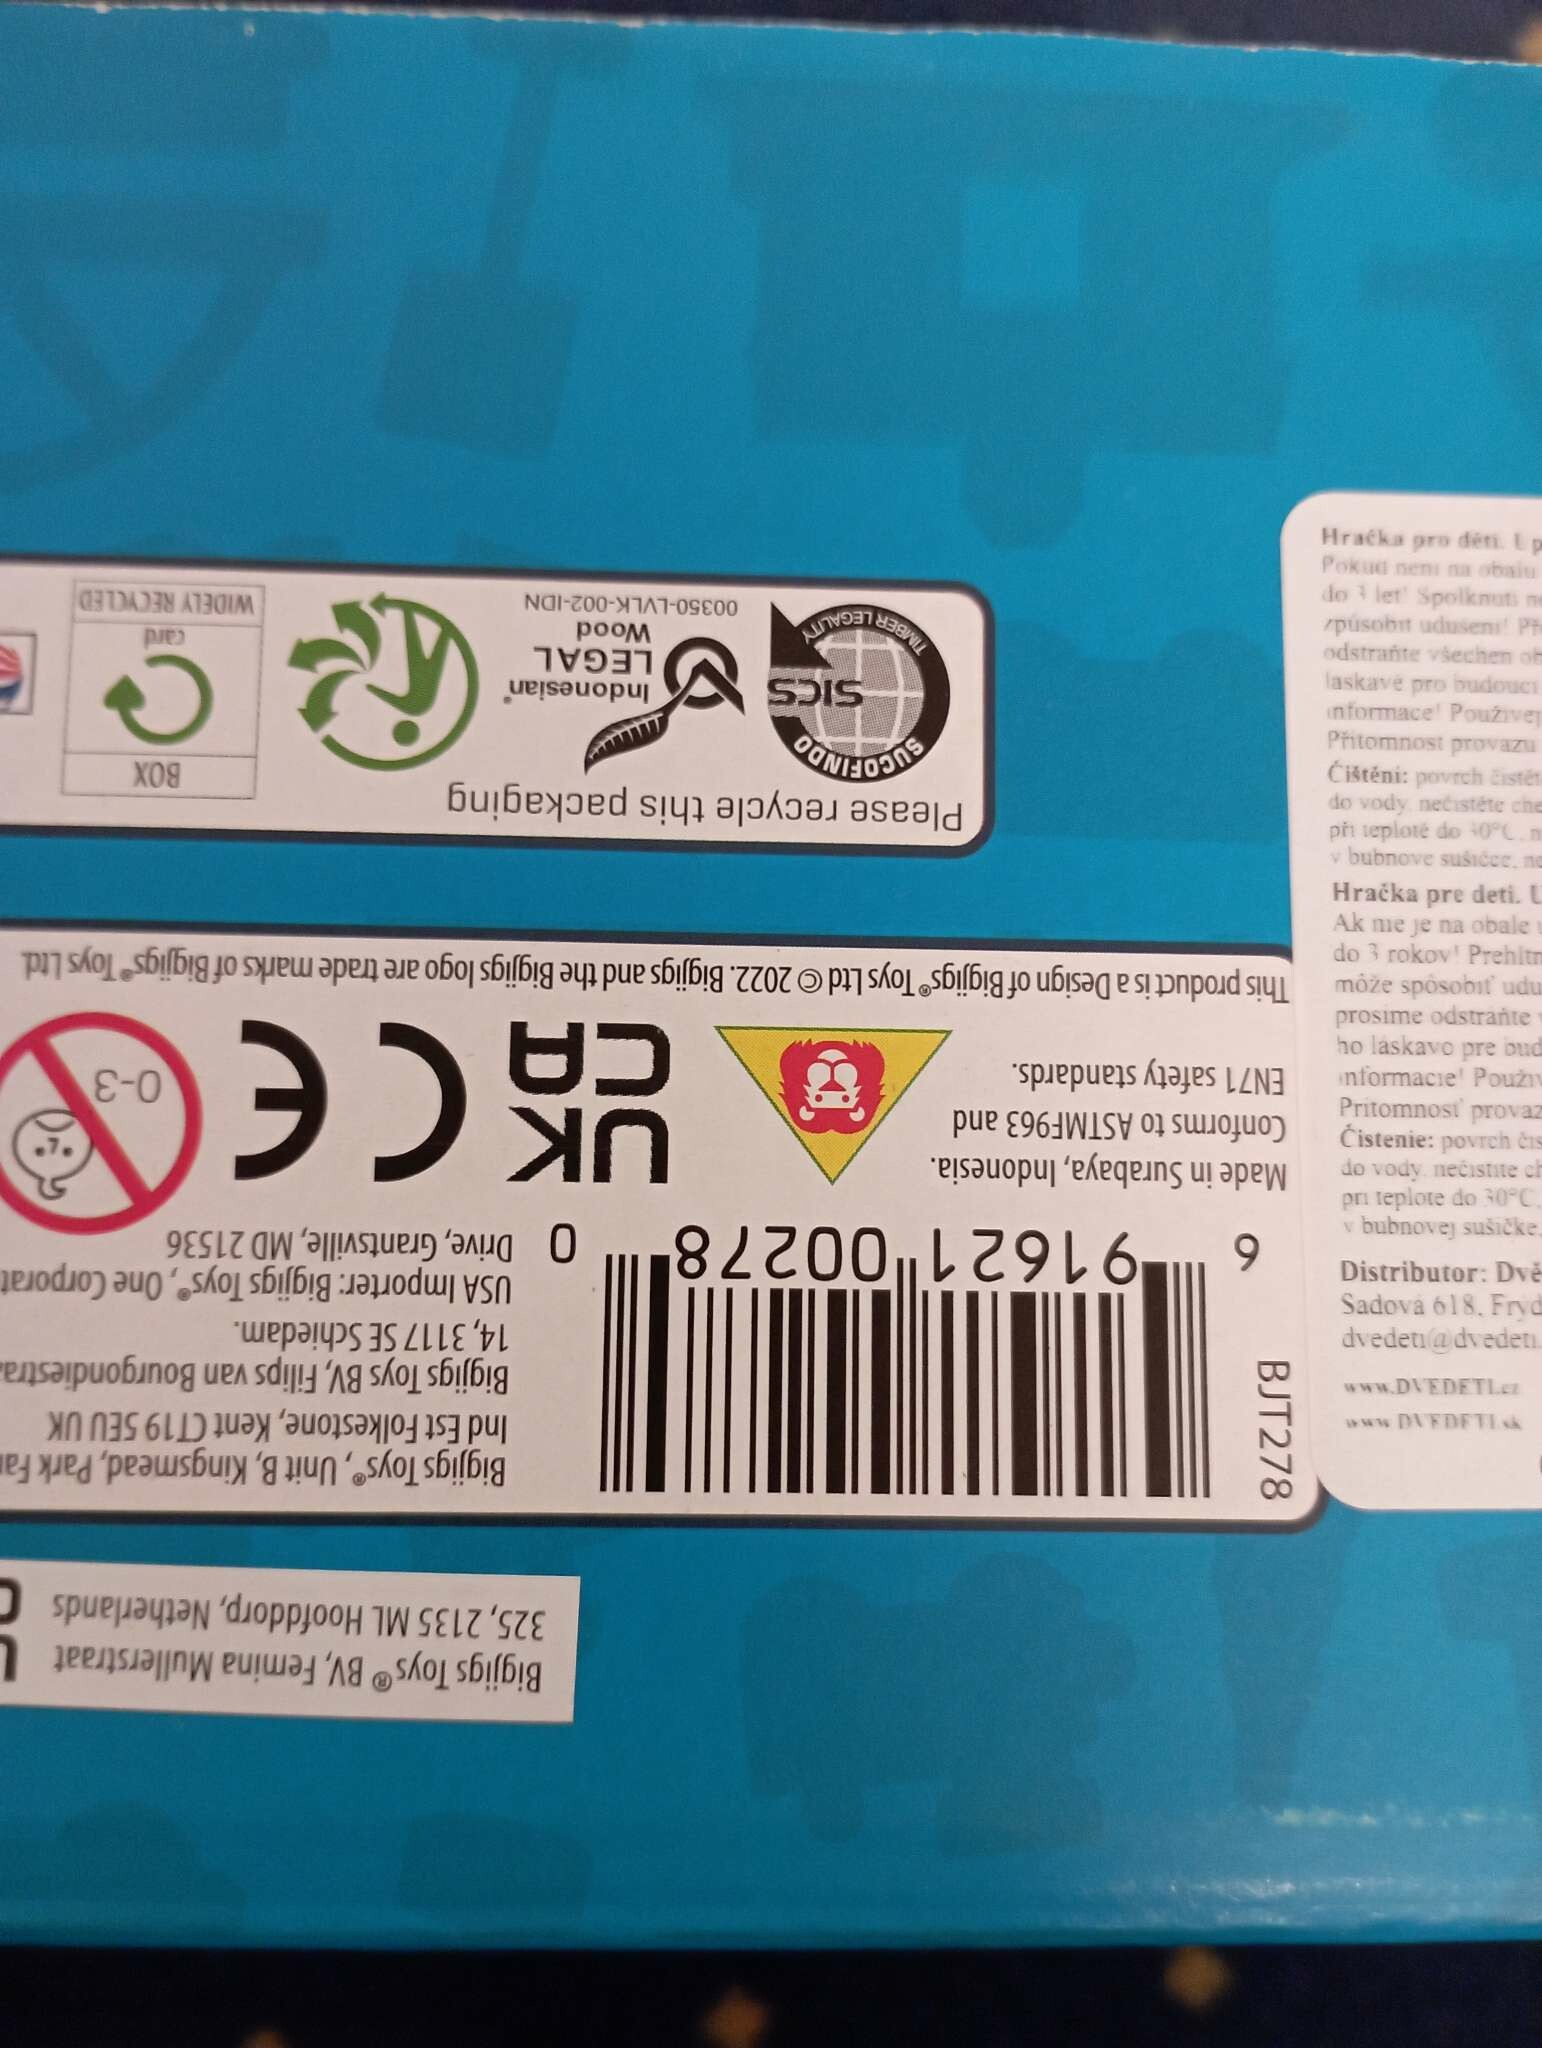 Bigjigs Toys® BV, Femina Mullerstraat
325, 2135 ML Hoofddorp, Netherlands
BJT278
6 91621 00278 0
Bigjigs Toys®, Unit B, Kingsmead, Park
Ind Est Folkestone, Kent CT19 5EU UK
Bigjigs Toys BV, Filips van
14, 3117 SE Schiedam.
USA Importer: Bigjigs Toys®, One
Drive, Grantsville, MD 21536
Made in Surabaya, Indonesia.
Conforms to ASTMF963 and
EN71 safety standards.
UK
CA
CE
0-3
This product is a Design of Bigjigs® Toys Ltd © 2022. Bigjigs and the Bigjigs logo are trade marks of Bigjigs® Toys Ltd.
Please recycle this packaging
SUCOFINDO
SICS
TIMBER LEGALITY
Indonesian®
LEGAL
Wood
00350-LVLK-002-IDN
BOX
card
WIDELY RECYCLED
Hračka pro děti.
Pokud není na obalu
do 3 let! Spolknutí
způsobit udušení!
odstraňte všechen
laskavě pro budoucí
informace!
Přítomnost provazu
Čištění: povrch
do vody, nečistěte
při teplotě do 30°C,
v bubnové sušičce,
Hračka pre deti.
Ak nie je na obale
do 3 rokov!
môže spôsobiť
prosíme odstráňte
ho láskavo pre
informácie!
Prítomnosť
Čistenie: povrch
do vody, nečistite
pri teplote do 30°C,
v bubnovej sušičke,
Distributor:
Sadová 618,
www.DVEDETI.cz
www.DVEDETI.sk